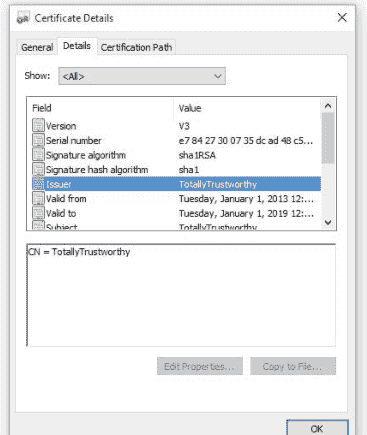 Certificate Details
General Details Certification Path
Show: <All>
Field Value
Version V3
Serial number e7 84 27 30 07 35 dc ad 48 c5...
Signature algorithm sha1RSA
Signature hash algorithm sha1
Issuer TotallyTrustworthy
Valid from Tuesday, January 1, 2013 12:...
Valid to Tuesday, January 1, 2019 12:...
Subject TotallyTrustworthy
CN = TotallyTrustworthy
Edit Properties... Copy to File...
OK